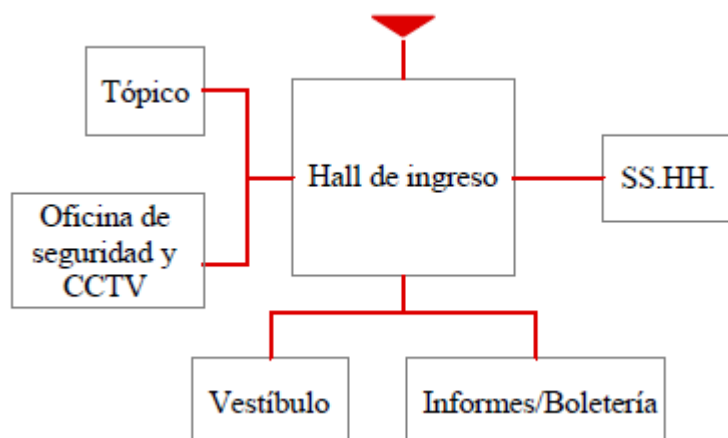 Tópico
Hall de ingreso
SS.HH.
Oficina de
seguridad y
CCTV
Vestíbulo
Informes/Boletería